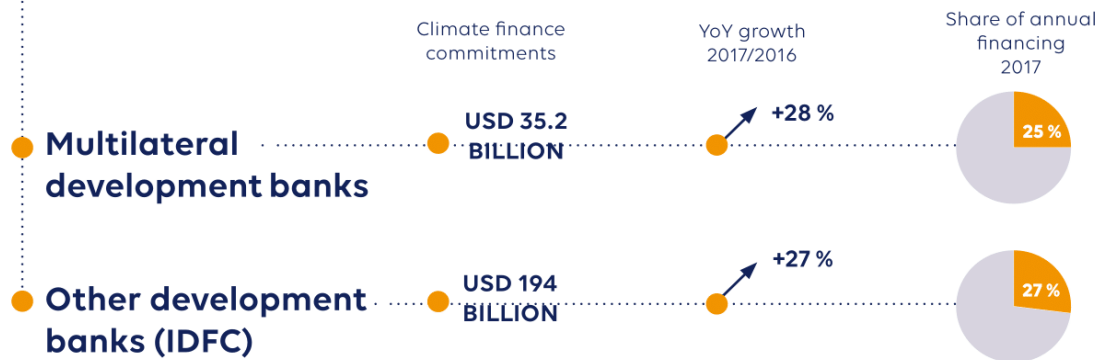 Climate finance
commitments
YoY growth
2017/2016
Share of annual
financing
2017
Multilateral
development banks
USD 35.2
BILLION
+28 %
25 %
Other development
banks (IDFC)
USD 194
BILLION
+27 %
27 %